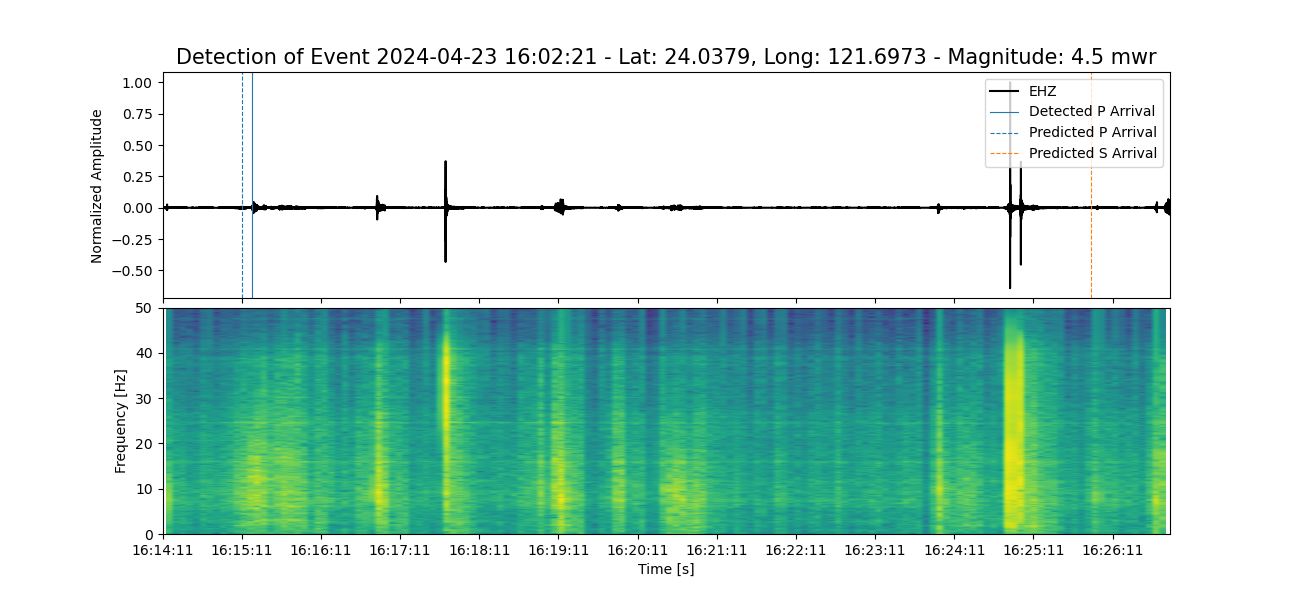 Detection of Event 2024-04-23 16:02:21 - Lat: 24.0379, Long: 121.6973 - Magnitude: 4.5 mwr
1.00
0.75
0.50
0.25
0.00
−0.25
−0.50
Normalized Amplitude
EHZ
Detected P Arrival
Predicted P Arrival
Predicted S Arrival
50
40
30
20
10
0
Frequency [Hz]
16:14:11 16:15:11 16:16:11 16:17:11 16:18:11 16:19:11 16:20:11 16:21:11 16:22:11 16:23:11 16:24:11 16:25:11 16:26:11
Time [s]